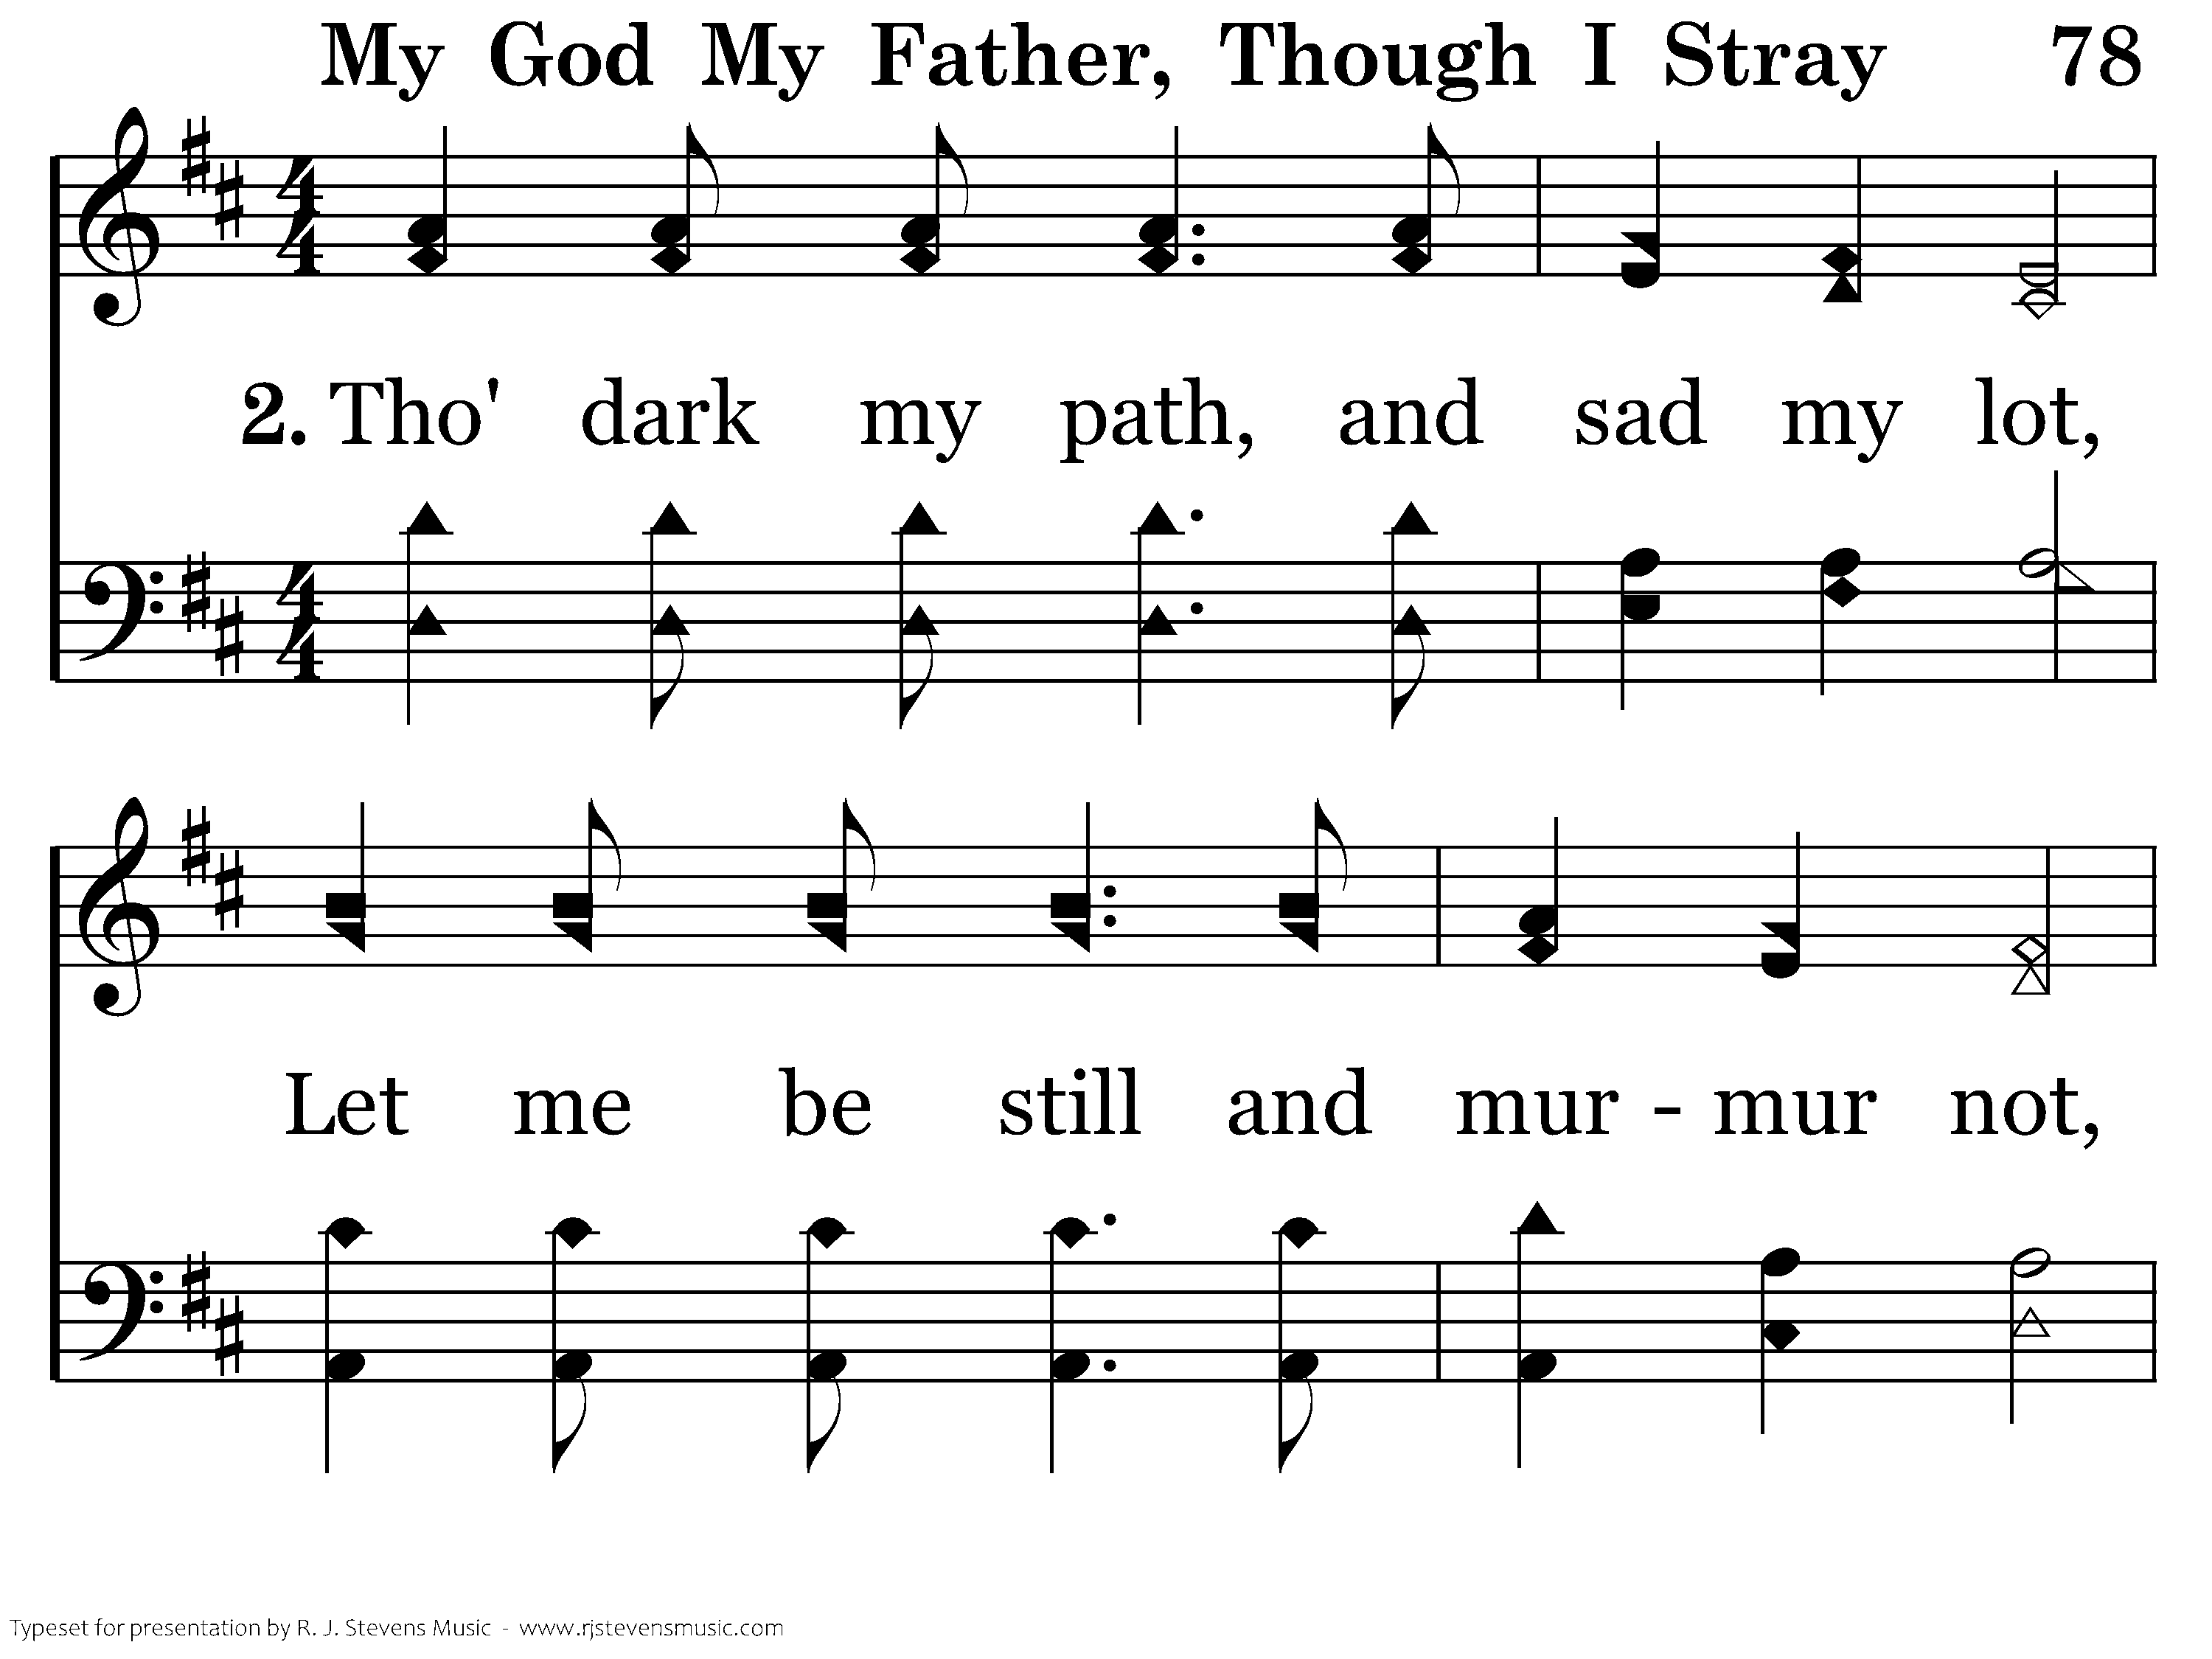 My God My Father, Though I Stray 78
2. Tho' dark my path, and sad my lot,
Let me be still and mur - mur not,
Typeset for presentation by R. J. Stevens Music - www.rjstevensmusic.com